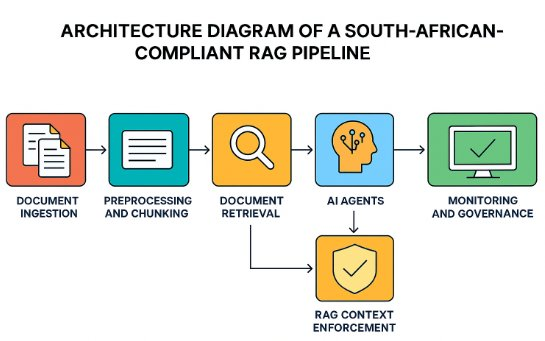 ARCHITECTURE DIAGRAM OF A SOUTH-AFRICAN-
COMPLIANT RAG PIPELINE
DOCUMENT
INGESTION
PREPROCESSING
AND CHUNKING
DOCUMENT
RETRIEVAL
AI AGENTS
MONITORING
AND GOVERNANCE
RAG CONTEXT
ENFORCEMENT